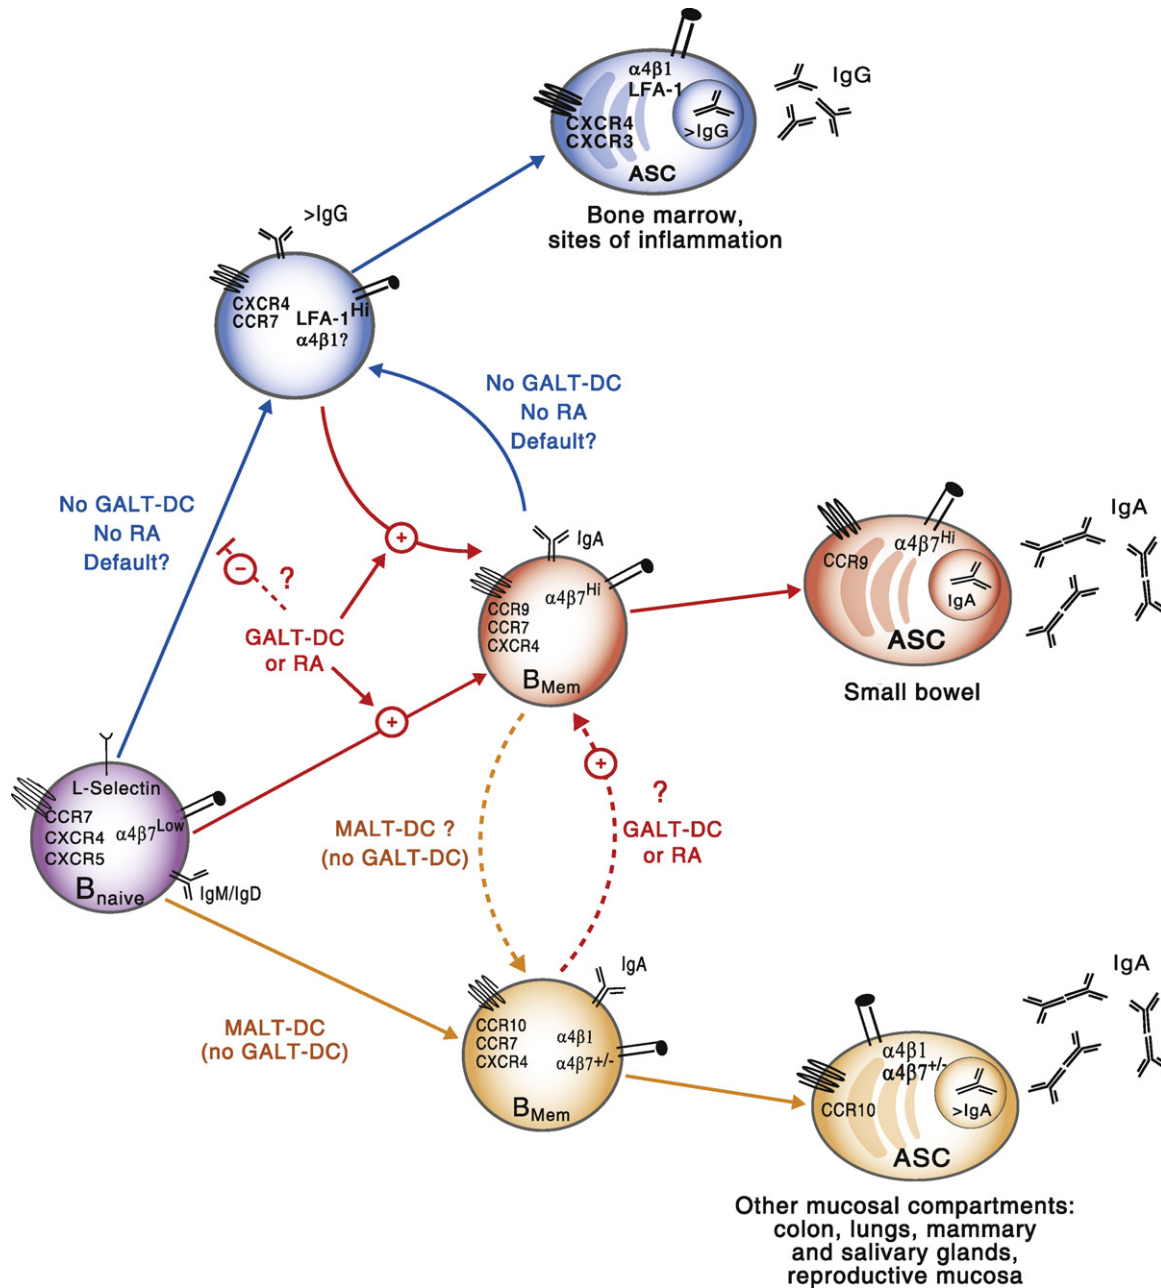 α4β1
LFA-1
CXCR4
CXCR3
>IgG
ASC
IgG
Bone marrow,
sites of inflammation
>IgG
CXCR4
CCR7
LFA-1Hi
α4β1?
No GALT-DC
No RA
Default?
No GALT-DC
No RA
Default?
+
−
?
GALT-DC
or RA
+
IgA
CCR9
CCR7
CXCR4
α4β7Hi
BMem
CCR9
α4β7Hi
IgA
ASC
IgA
Small bowel
L-Selectin
CCR7
CXCR4
CXCR5
α4β7Low
Bnaive
IgM/IgD
MALT-DC ?
(no GALT-DC)
+
?
GALT-DC
or RA
MALT-DC
(no GALT-DC)
IgA
CCR10
CCR7
CXCR4
α4β1
α4β7+/-
BMem
α4β1
α4β7+/-
CCR10
>IgA
ASC
IgA
Other mucosal compartments:
colon, lungs, mammary
and salivary glands,
reproductive mucosa